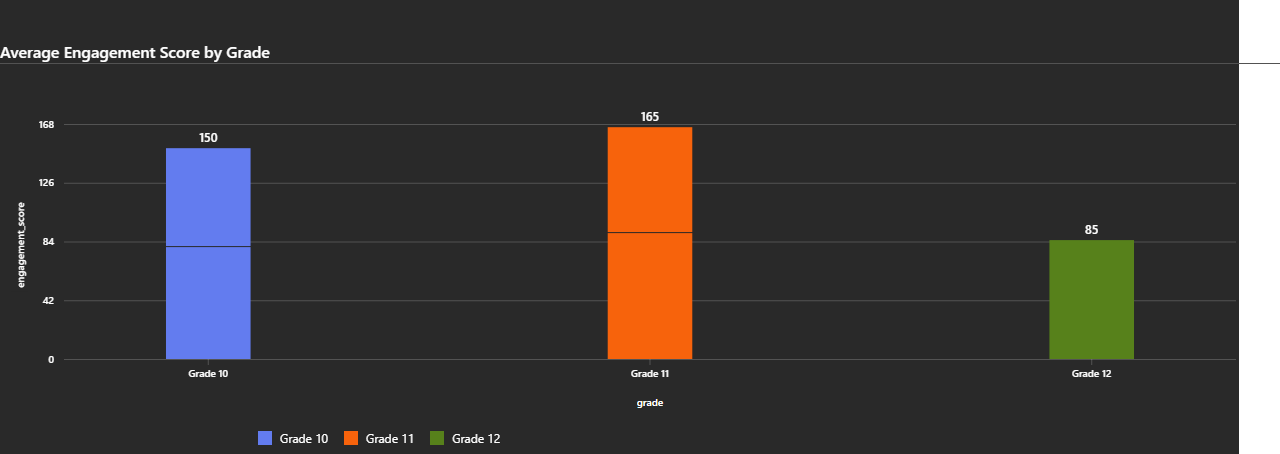 Average Engagement Score by Grade
168
126
84
42
0
engagement_score
150
165
85
Grade 10
Grade 11
Grade 12
grade
Grade 10
Grade 11
Grade 12